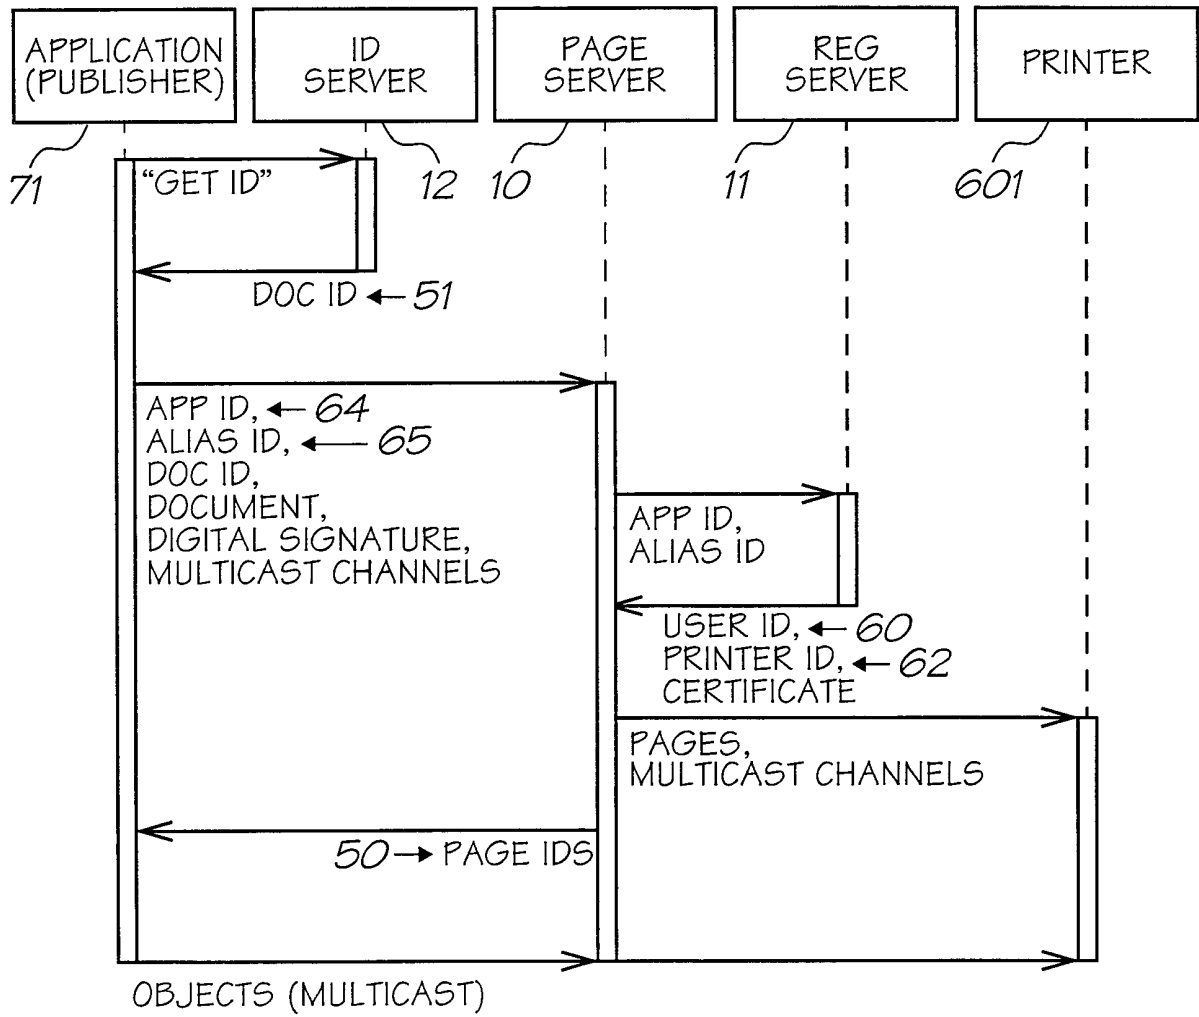 APPLICATION
(PUBLISHER)
ID
SERVER
PAGE
SERVER
REG
SERVER
PRINTER
71
12
10
11
601
"GET ID"
DOC ID 51
APP ID, 64
ALIAS ID, 65
DOC ID,
DOCUMENT,
DIGITAL SIGNATURE,
MULTICAST CHANNELS
APP ID,
ALIAS ID
USER ID, 60
PRINTER ID, 62
CERTIFICATE
PAGES,
MULTICAST CHANNELS
50 PAGE IDS
OBJECTS (MULTICAST)